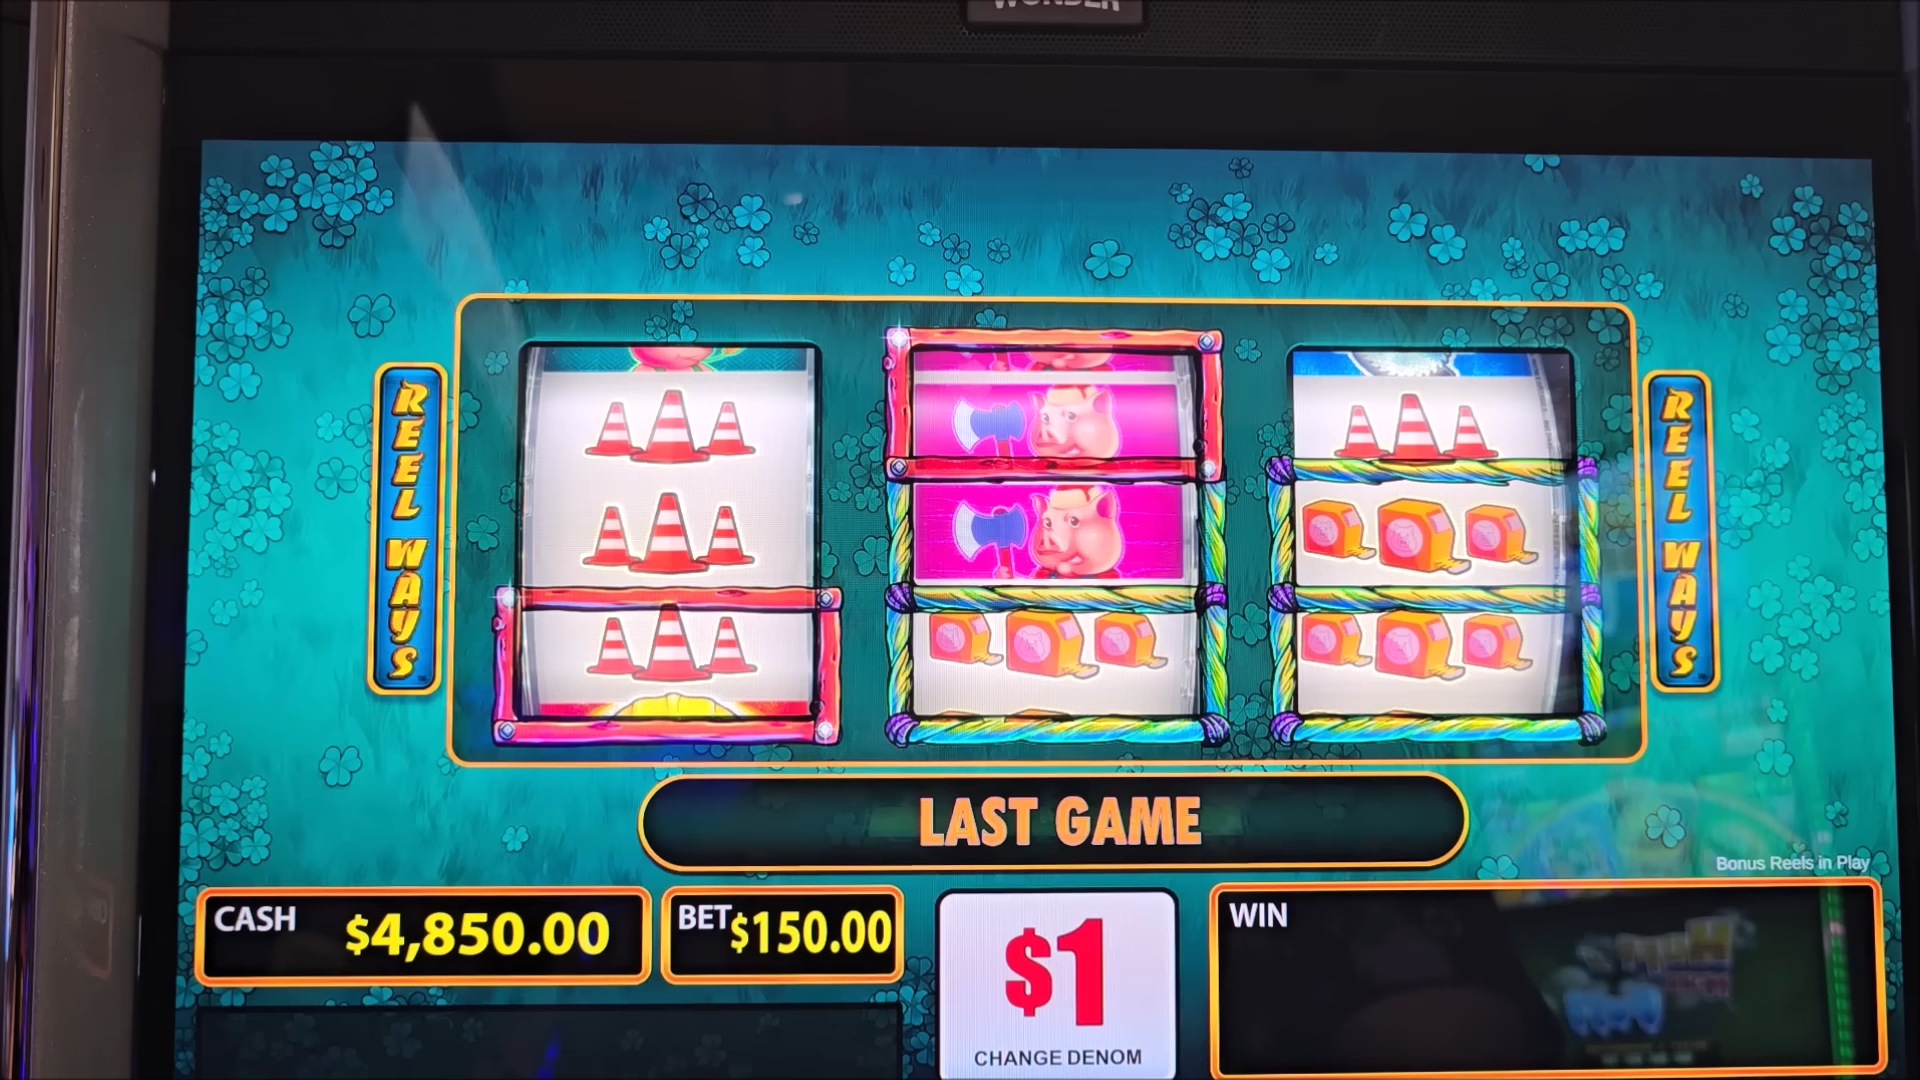 WONDER
REEL WAYS
REEL WAYS
LAST GAME
Bonus Reels in Play
CASH $4,850.00
BET $150.00
$1
CHANGE DENOM
WIN